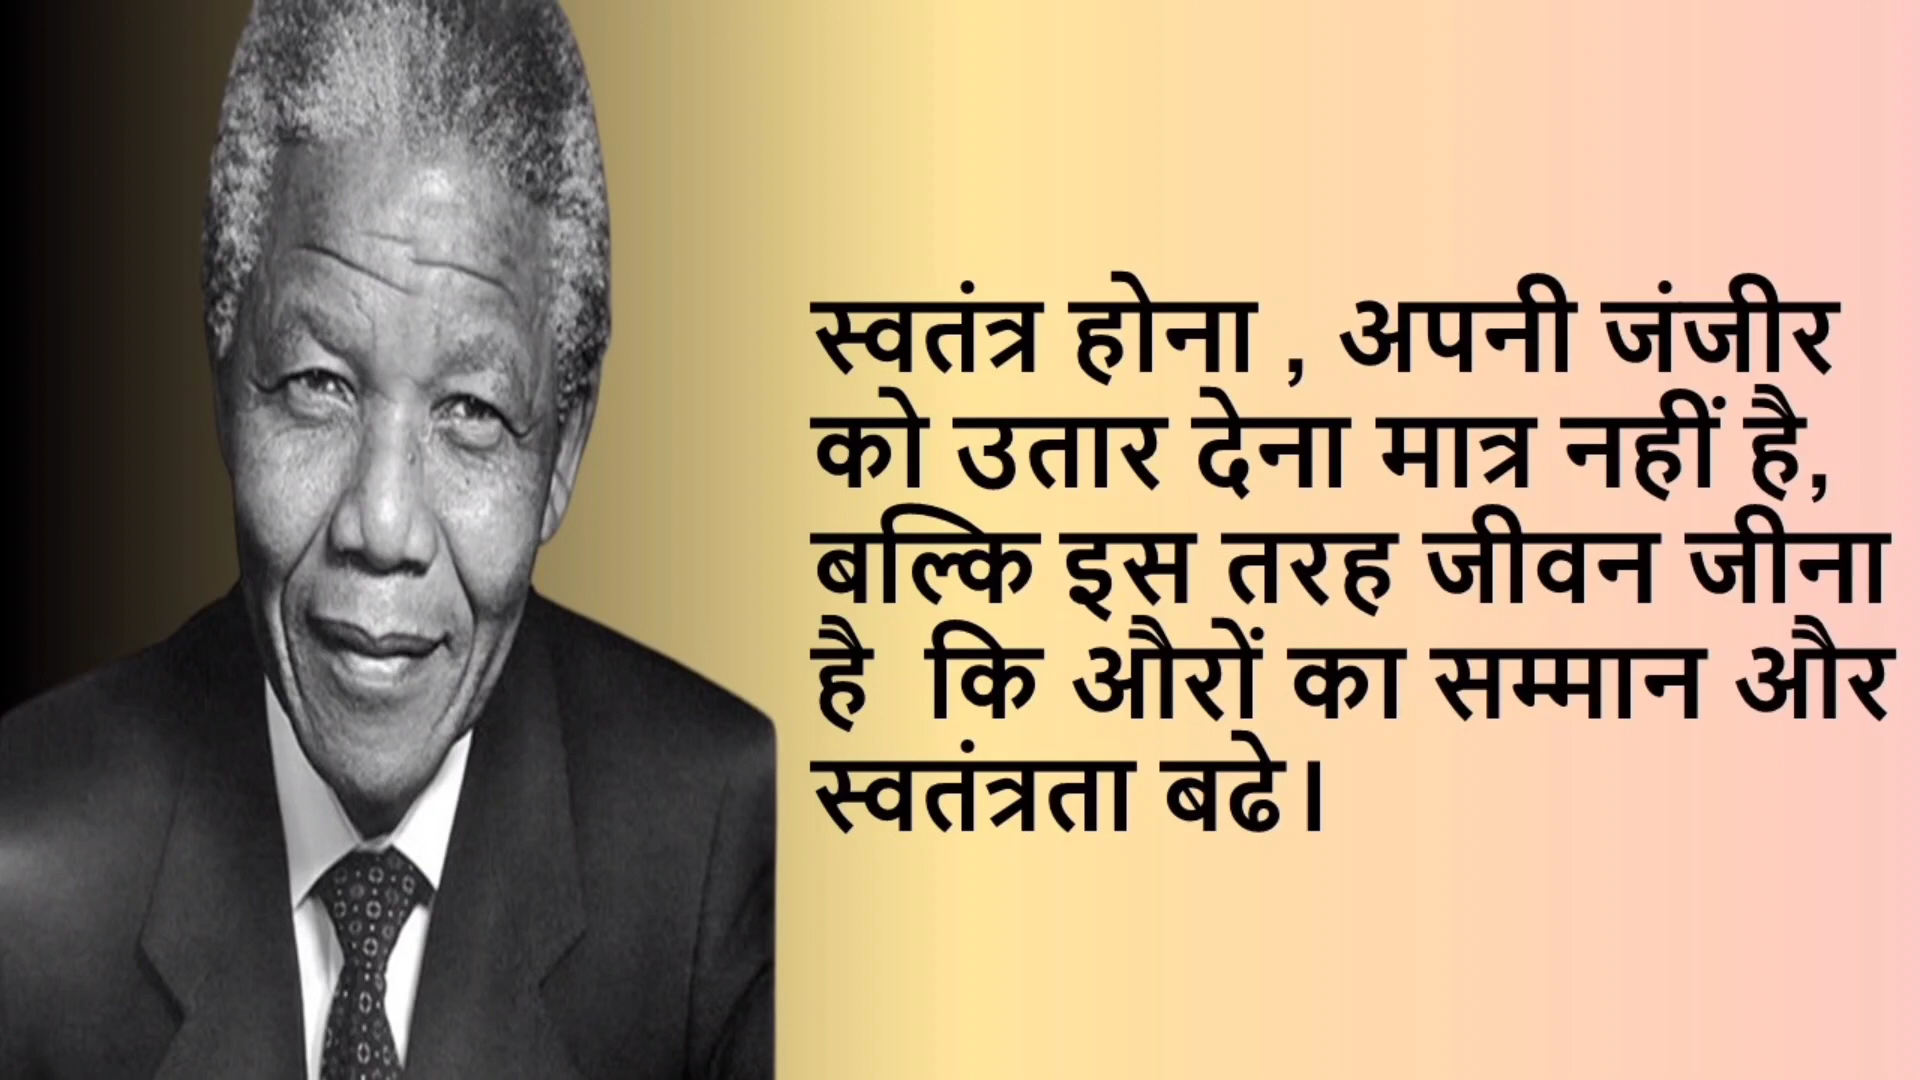 स्वतंत्र होना , अपनी जंजीर
को उतार देना मात्र नहीं है,
बल्कि इस तरह जीवन जीना
है कि औरों का सम्मान और
स्वतंत्रता बढे।